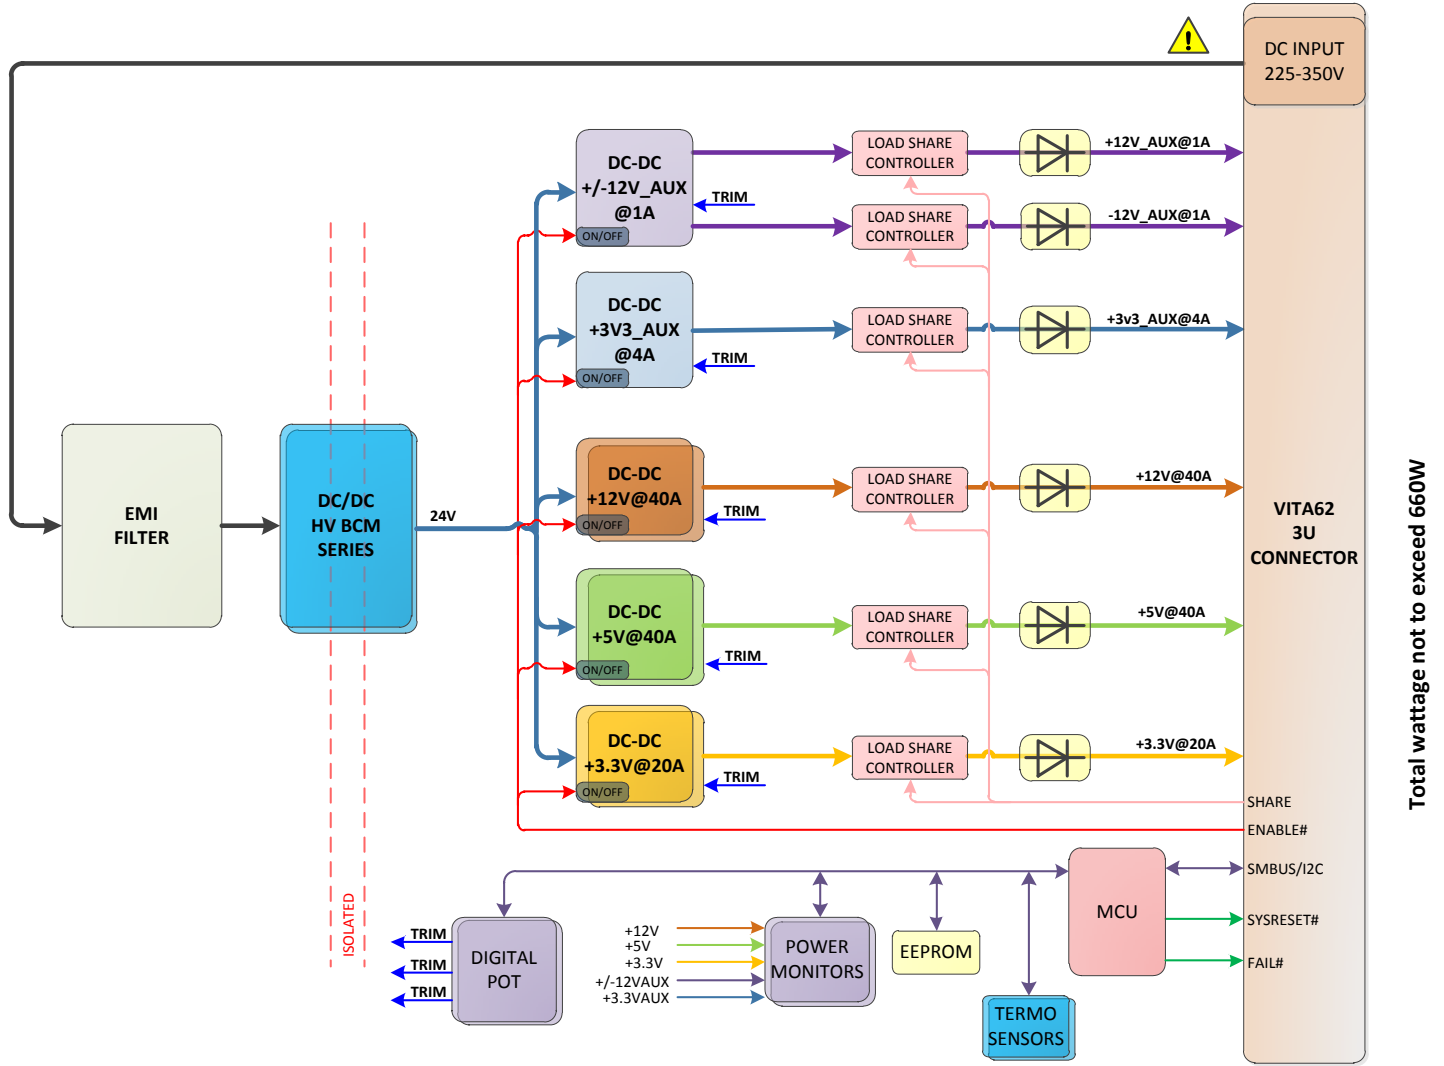 DC INPUT
225-350V
DC-DC
+/-12V_AUX
@1A
ON/OFF
TRIM
LOAD SHARE
CONTROLLER
+12V_AUX@1A
LOAD SHARE
CONTROLLER
-12V_AUX@1A
DC-DC
+3V3_AUX
@4A
ON/OFF
TRIM
LOAD SHARE
CONTROLLER
+3v3_AUX@4A
EMI
FILTER
DC/DC
HV BCM
SERIES
24V
DC-DC
+12V@40A
ON/OFF
TRIM
LOAD SHARE
CONTROLLER
+12V@40A
VITA62
3U
CONNECTOR
Total wattage not to exceed 660W
DC-DC
+5V@40A
ON/OFF
TRIM
LOAD SHARE
CONTROLLER
+5V@40A
DC-DC
+3.3V@20A
ON/OFF
TRIM
LOAD SHARE
CONTROLLER
+3.3V@20A
SHARE
ENABLE#
SMBUS/I2C
SYSRESET#
FAIL#
MCU
ISOLATED
TRIM
TRIM
TRIM
DIGITAL
POT
+12V
+5V
+3.3V
+/-12VAUX
+3.3VAUX
POWER
MONITORS
EEPROM
TERMO
SENSORS